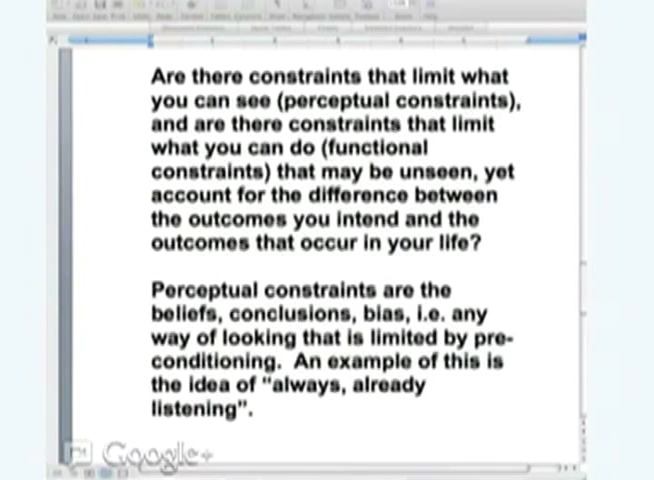 Are there constraints that limit what
you can see (perceptual constraints),
and are there constraints that limit
what you can do (functional
constraints) that may be unseen, yet
account for the difference between
the outcomes you intend and the
outcomes that occur in your life?
Perceptual constraints are the
beliefs, conclusions, bias, i.e. any
way of looking that is limited by pre-
conditioning.  An example of this is
the idea of "always, already
listening".
Google+